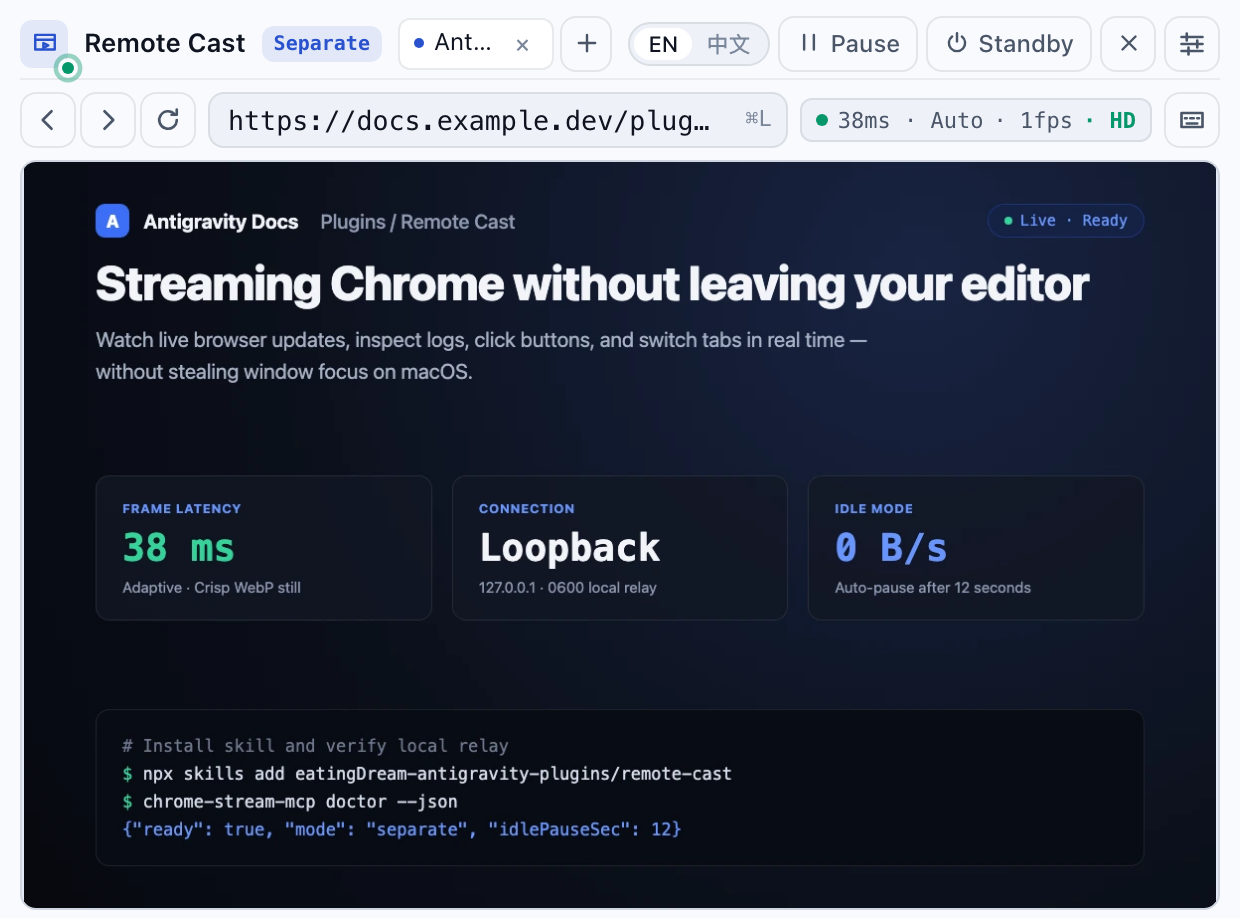 Remote Cast Separate Ant... × + EN 中文 Pause Standby
https://docs.example.dev/plug… ⌘L 38ms · Auto · 1fps · HD
A Antigravity Docs Plugins / Remote Cast Live · Ready
Streaming Chrome without leaving your editor
Watch live browser updates, inspect logs, click buttons, and switch tabs in real time —
without stealing window focus on macOS.
FRAME LATENCY
38 ms
Adaptive · Crisp WebP still
CONNECTION
Loopback
127.0.0.1 · 0600 local relay
IDLE MODE
0 B/s
Auto-pause after 12 seconds
# Install skill and verify local relay
$ npx skills add eatingDream-antigravity-plugins/remote-cast
$ chrome-stream-mcp doctor --json
{"ready": true, "mode": "separate", "idlePauseSec": 12}